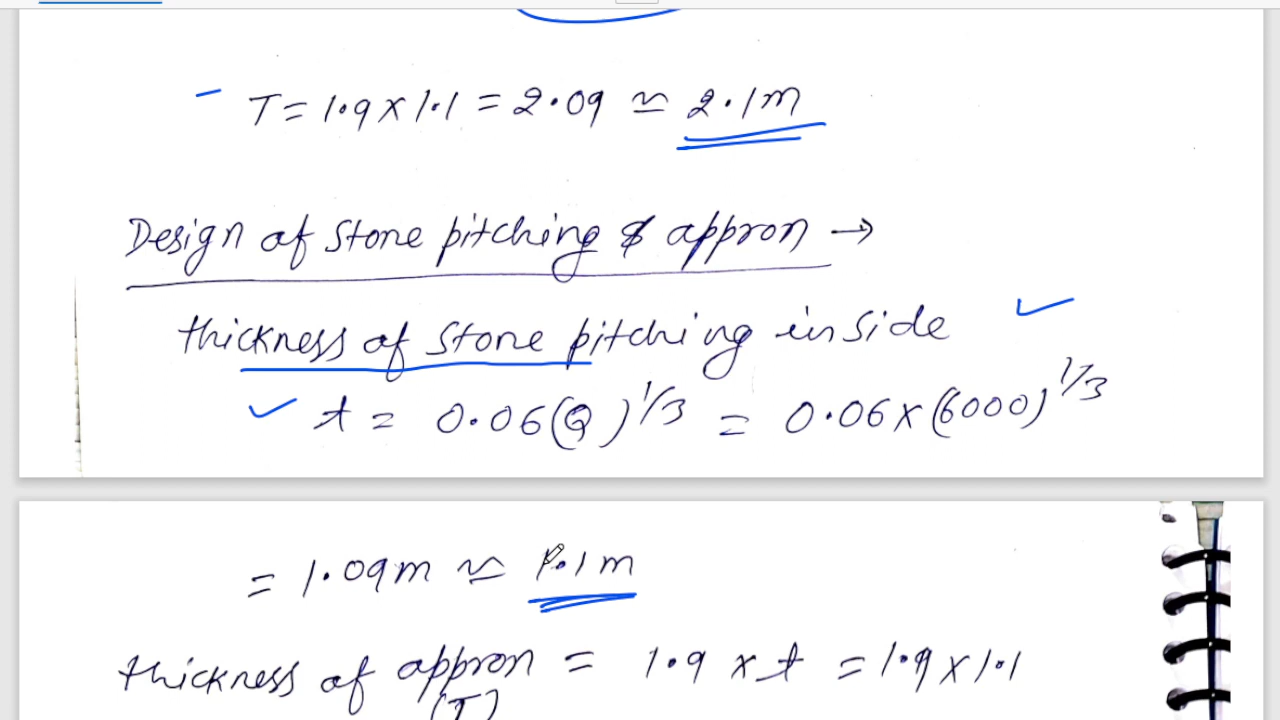 T = 1.9 x 1.1 = 2.09 ≃ 2.1m
Design of stone pitching & appron →
thickness of stone pitching inside
t = 0.06(Q)^1/3 = 0.06 x (6000)^1/3
= 1.09m ≃ 1.1m
thickness of appron = 1.9 x t = 1.9 x 1.1
(T)